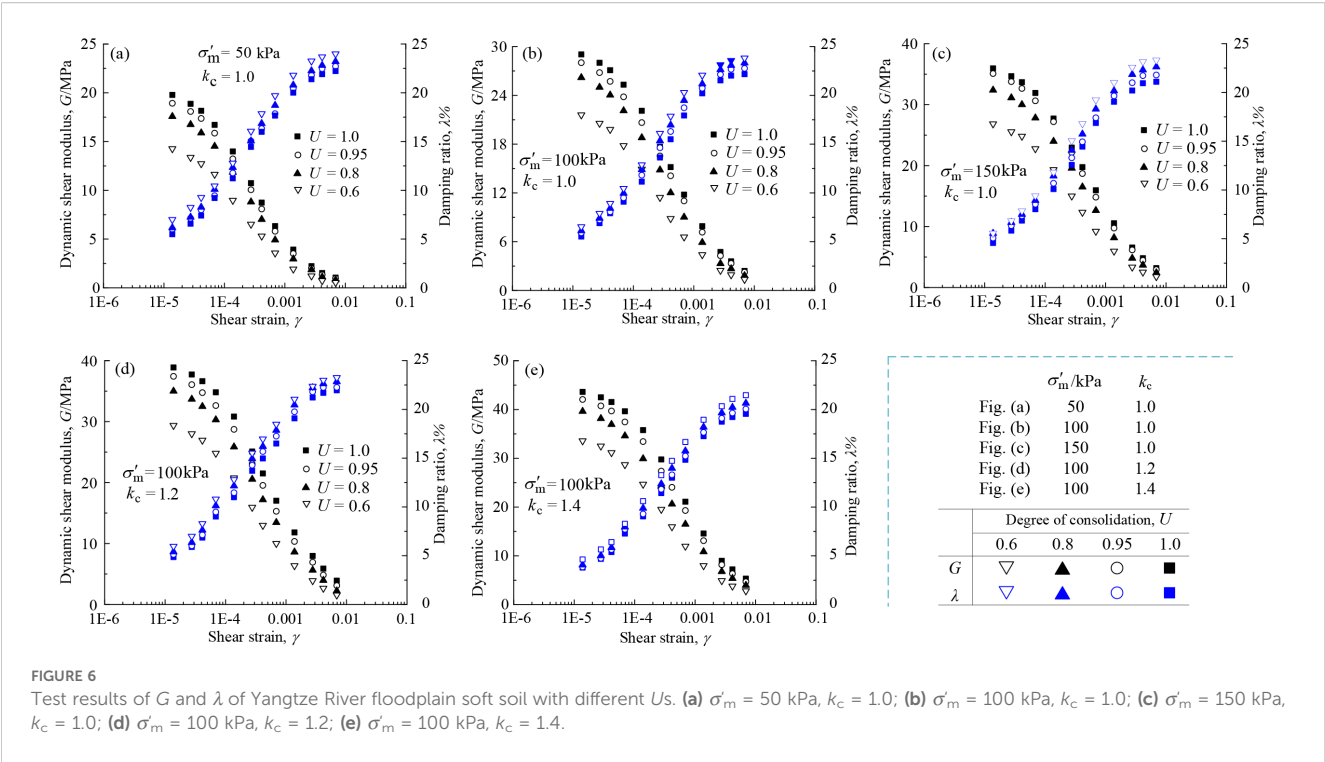 (a)
σ′m = 50 kPa
kc = 1.0
Dynamic shear modulus, G/MPa
25
20
15
10
5
0
Damping ratio, λ%
25
20
15
10
5
0
U = 1.0
U = 0.95
U = 0.8
U = 0.6
1E-6 1E-5 1E-4 0.001 0.01 0.1
Shear strain, γ
(b)
σ′m = 100kPa
kc = 1.0
Dynamic shear modulus, G/MPa
30
24
18
12
6
0
Damping ratio, λ%
25
20
15
10
5
0
U = 1.0
U = 0.95
U = 0.8
U = 0.6
1E-6 1E-5 1E-4 0.001 0.01 0.1
Shear strain, γ
(c)
σ′m = 150kPa
kc = 1.0
Dynamic shear modulus, G/MPa
40
30
20
10
0
Damping ratio, λ%
25
20
15
10
5
0
U = 1.0
U = 0.95
U = 0.8
U = 0.6
1E-6 1E-5 1E-4 0.001 0.01 0.1
Shear strain, γ
(d)
σ′m = 100kPa
kc = 1.2
Dynamic shear modulus, G/MPa
40
30
20
10
0
Damping ratio, λ%
25
20
15
10
5
0
U = 1.0
U = 0.95
U = 0.8
U = 0.6
1E-6 1E-5 1E-4 0.001 0.01 0.1
Shear strain, γ
(e)
σ′m = 100kPa
kc = 1.4
Dynamic shear modulus, G/MPa
50
40
30
20
10
0
Damping ratio, λ%
25
20
15
10
5
0
U = 1.0
U = 0.95
U = 0.8
U = 0.6
1E-6 1E-5 1E-4 0.001 0.01 0.1
Shear strain, γ
σ′m /kPa kc
Fig. (a) 50 1.0
Fig. (b) 100 1.0
Fig. (c) 150 1.0
Fig. (d) 100 1.2
Fig. (e) 100 1.4
Degree of consolidation, U
0.6 0.8 0.95 1.0
G
λ
FIGURE 6
Test results of G and λ of Yangtze River floodplain soft soil with different Us. (a) σ′m = 50 kPa, kc = 1.0; (b) σ′m = 100 kPa, kc = 1.0; (c) σ′m = 150 kPa,
kc = 1.0; (d) σ′m = 100 kPa, kc = 1.2; (e) σ′m = 100 kPa, kc = 1.4.